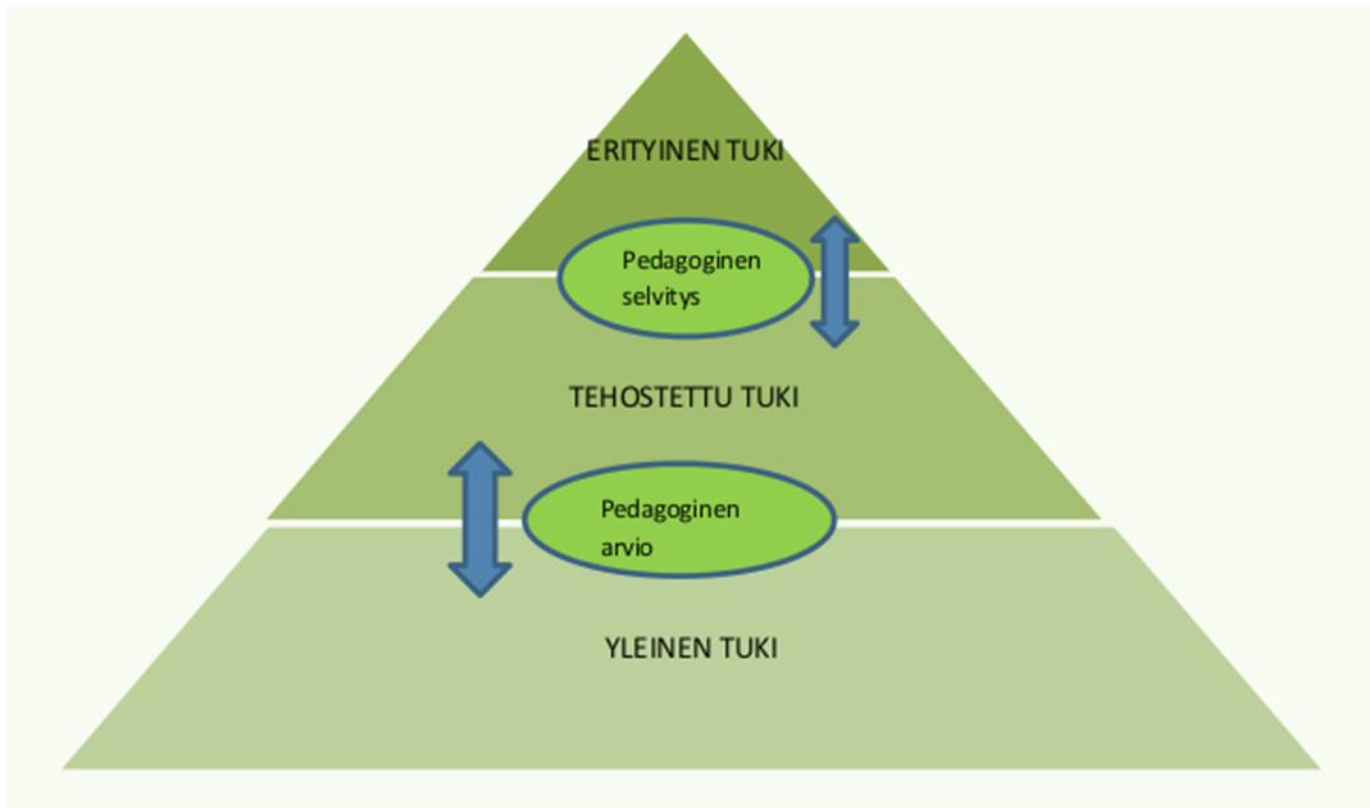 ERITYINEN TUKI
Pedagoginen
selvitys
TEHOSTETTU TUKI
Pedagoginen
arvio
YLEINEN TUKI